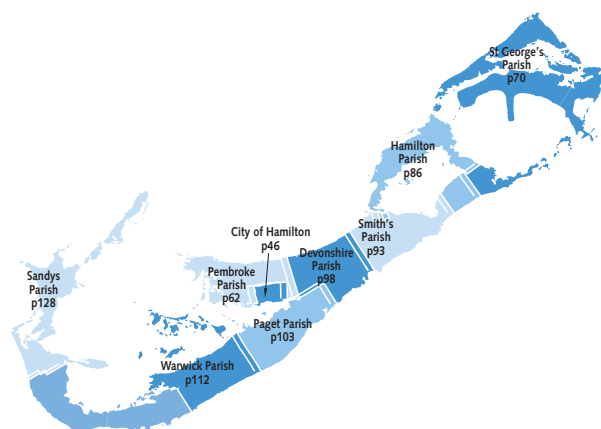 St George's
Parish
p70
Hamilton
Parish
p86
Smith's
Parish
p93
City of Hamilton
p46
Devonshire
Parish
p98
Pembroke
Parish
p62
Sandys
Parish
p128
Paget Parish
p103
Warwick Parish
p112